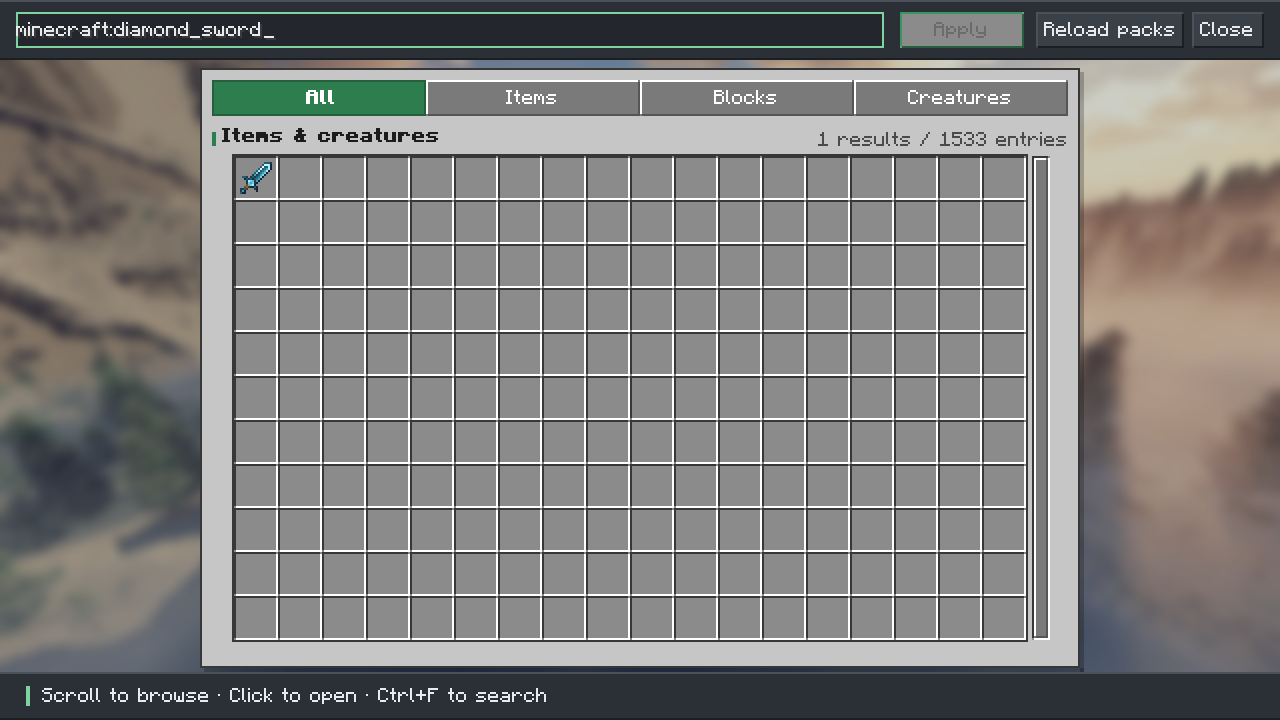 minecraft:diamond_sword_
Apply
Reload packs
Close
All
Items
Blocks
Creatures
Items & creatures
1 results / 1533 entries
Scroll to browse · Click to open · Ctrl+F to search